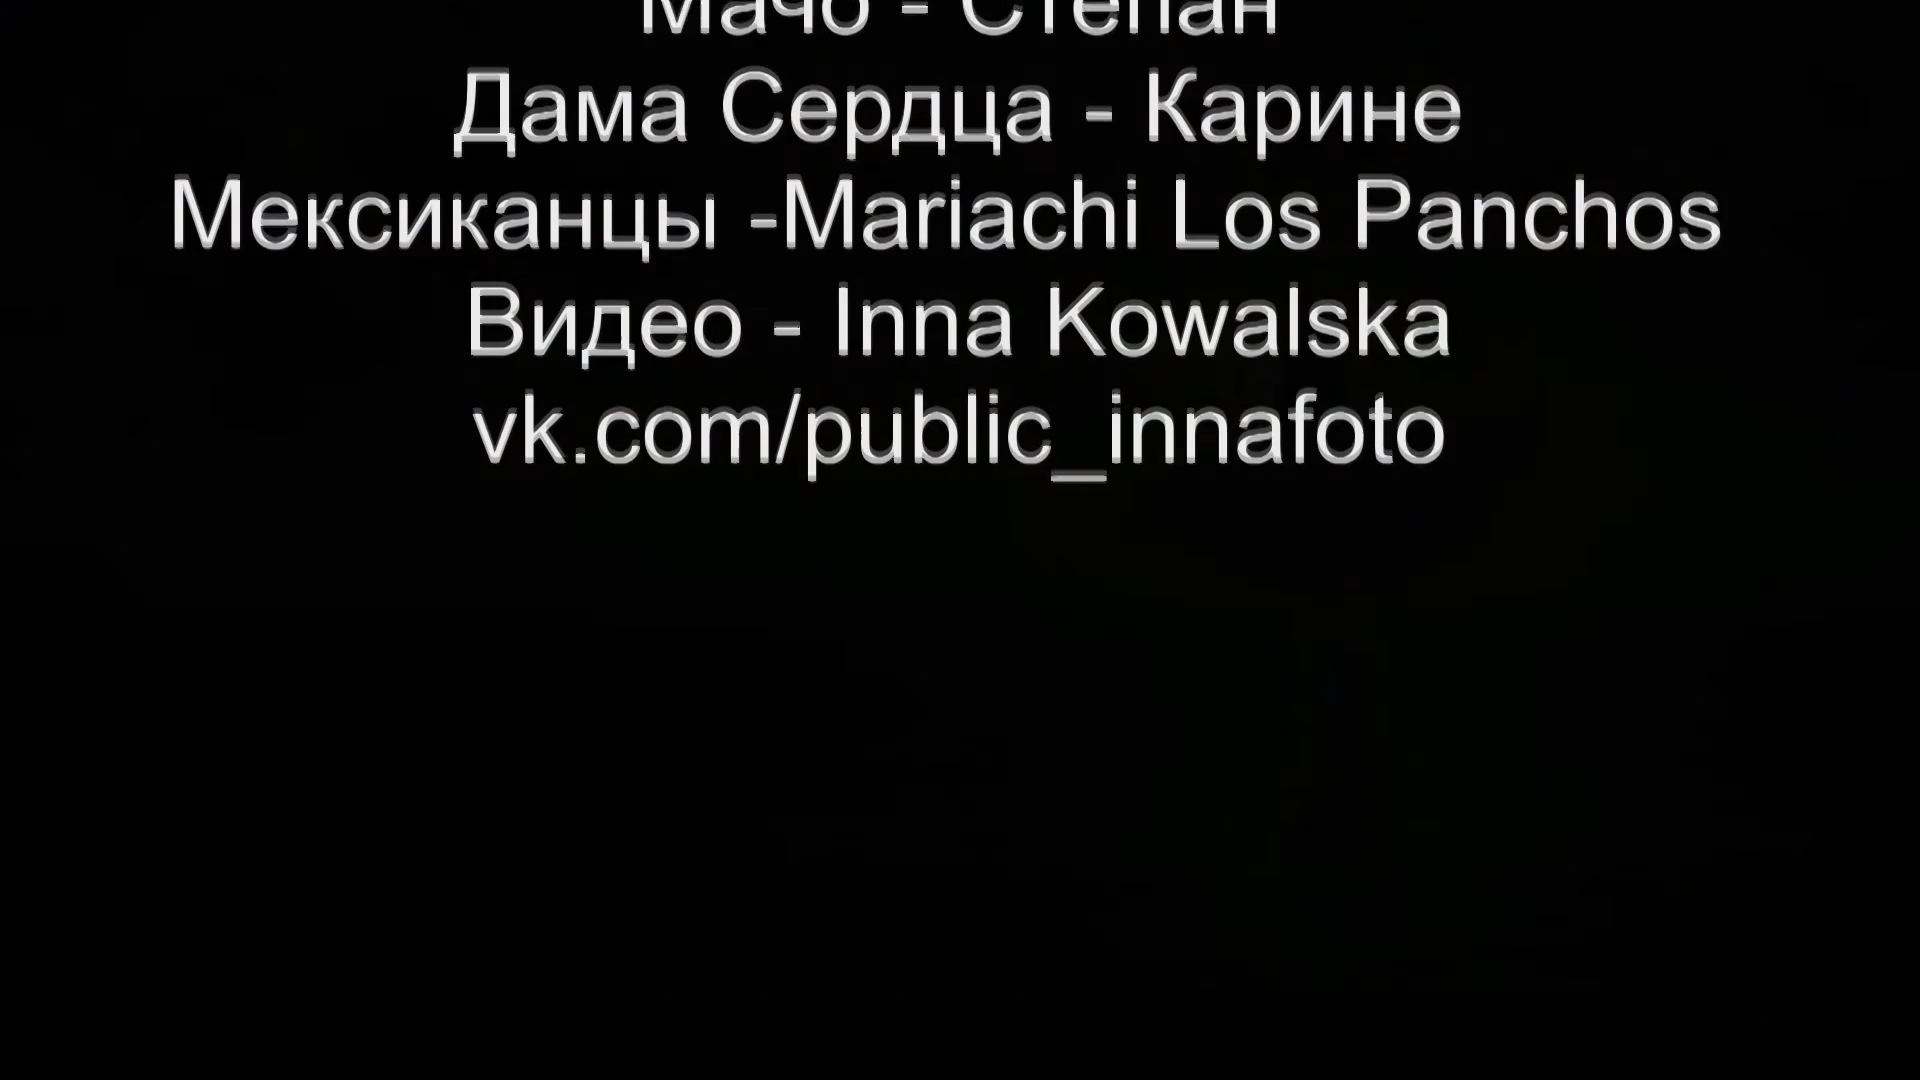 Мачо - Степан
Дама Сердца - Карине
Мексиканцы -Mariachi Los Panchos
Видео - Inna Kowalska
vk.com/public_innafoto